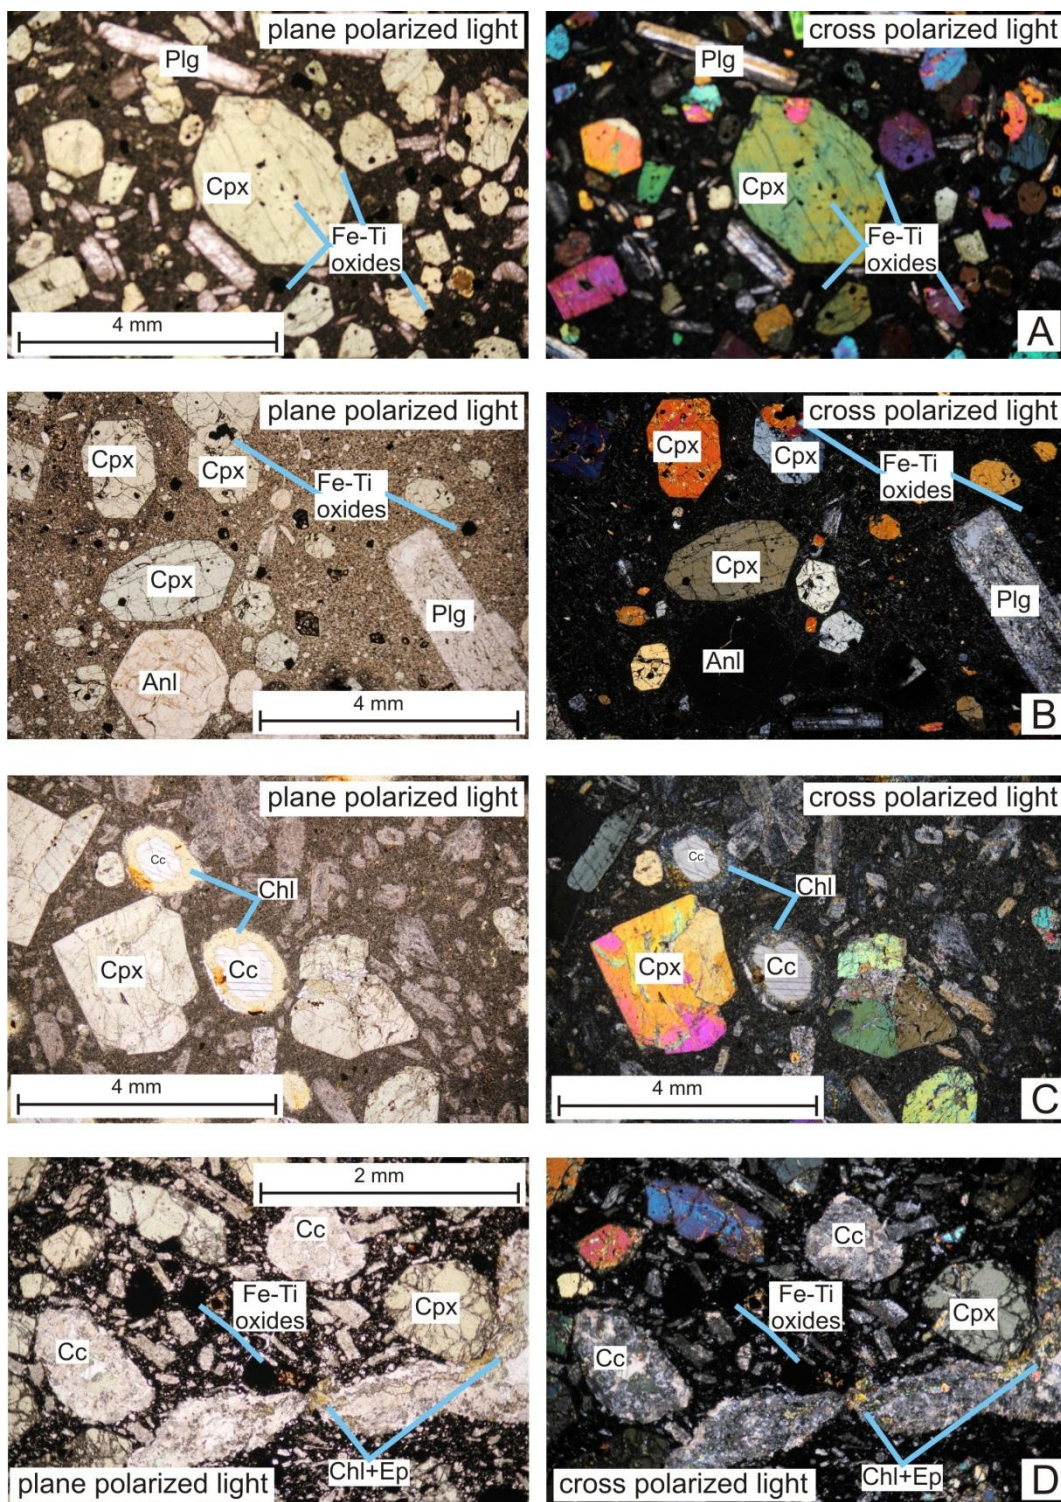 plane polarized light
Plg
Cpx
Fe-Ti
oxides
4 mm
cross polarized light
Plg
Cpx
Fe-Ti
oxides
A
plane polarized light
Cpx
Cpx
Fe-Ti
oxides
Cpx
Plg
Anl
4 mm
cross polarized light
Cpx
Cpx
Fe-Ti
oxides
Cpx
Plg
Anl
B
plane polarized light
Cc
Chl
Cpx
Cc
4 mm
cross polarized light
Cc
Chl
Cpx
Cc
4 mm
C
2 mm
Cc
Fe-Ti
oxides
Cpx
Cc
Chl+Ep
plane polarized light
Cc
Fe-Ti
oxides
Cpx
Cc
Chl+Ep
cross polarized light
D